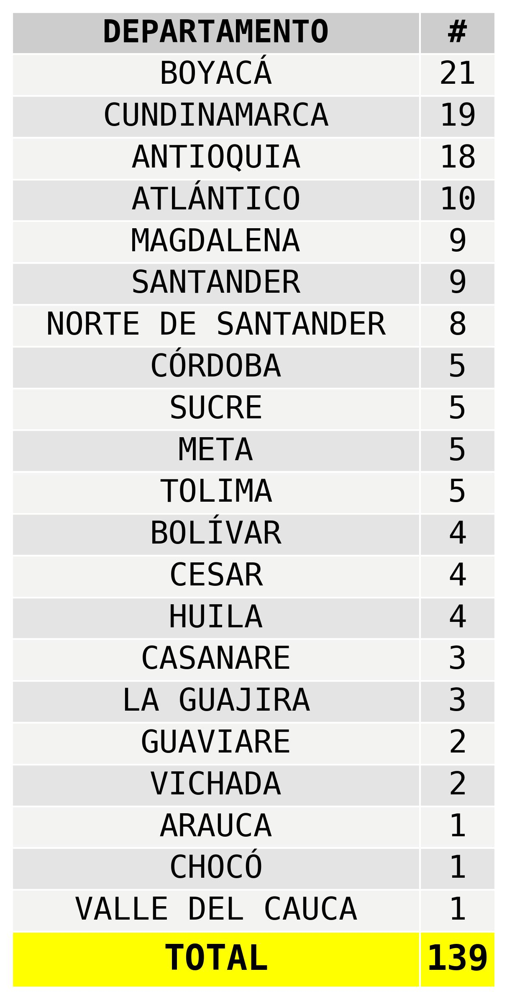 DEPARTAMENTO #
BOYACÁ 21
CUNDINAMARCA 19
ANTIOQUIA 18
ATLÁNTICO 10
MAGDALENA 9
SANTANDER 9
NORTE DE SANTANDER 8
CÓRDOBA 5
SUCRE 5
META 5
TOLIMA 5
BOLÍVAR 4
CESAR 4
HUILA 4
CASANARE 3
LA GUAJIRA 3
GUAVIARE 2
VICHADA 2
ARAUCA 1
CHOCÓ 1
VALLE DEL CAUCA 1
TOTAL 139